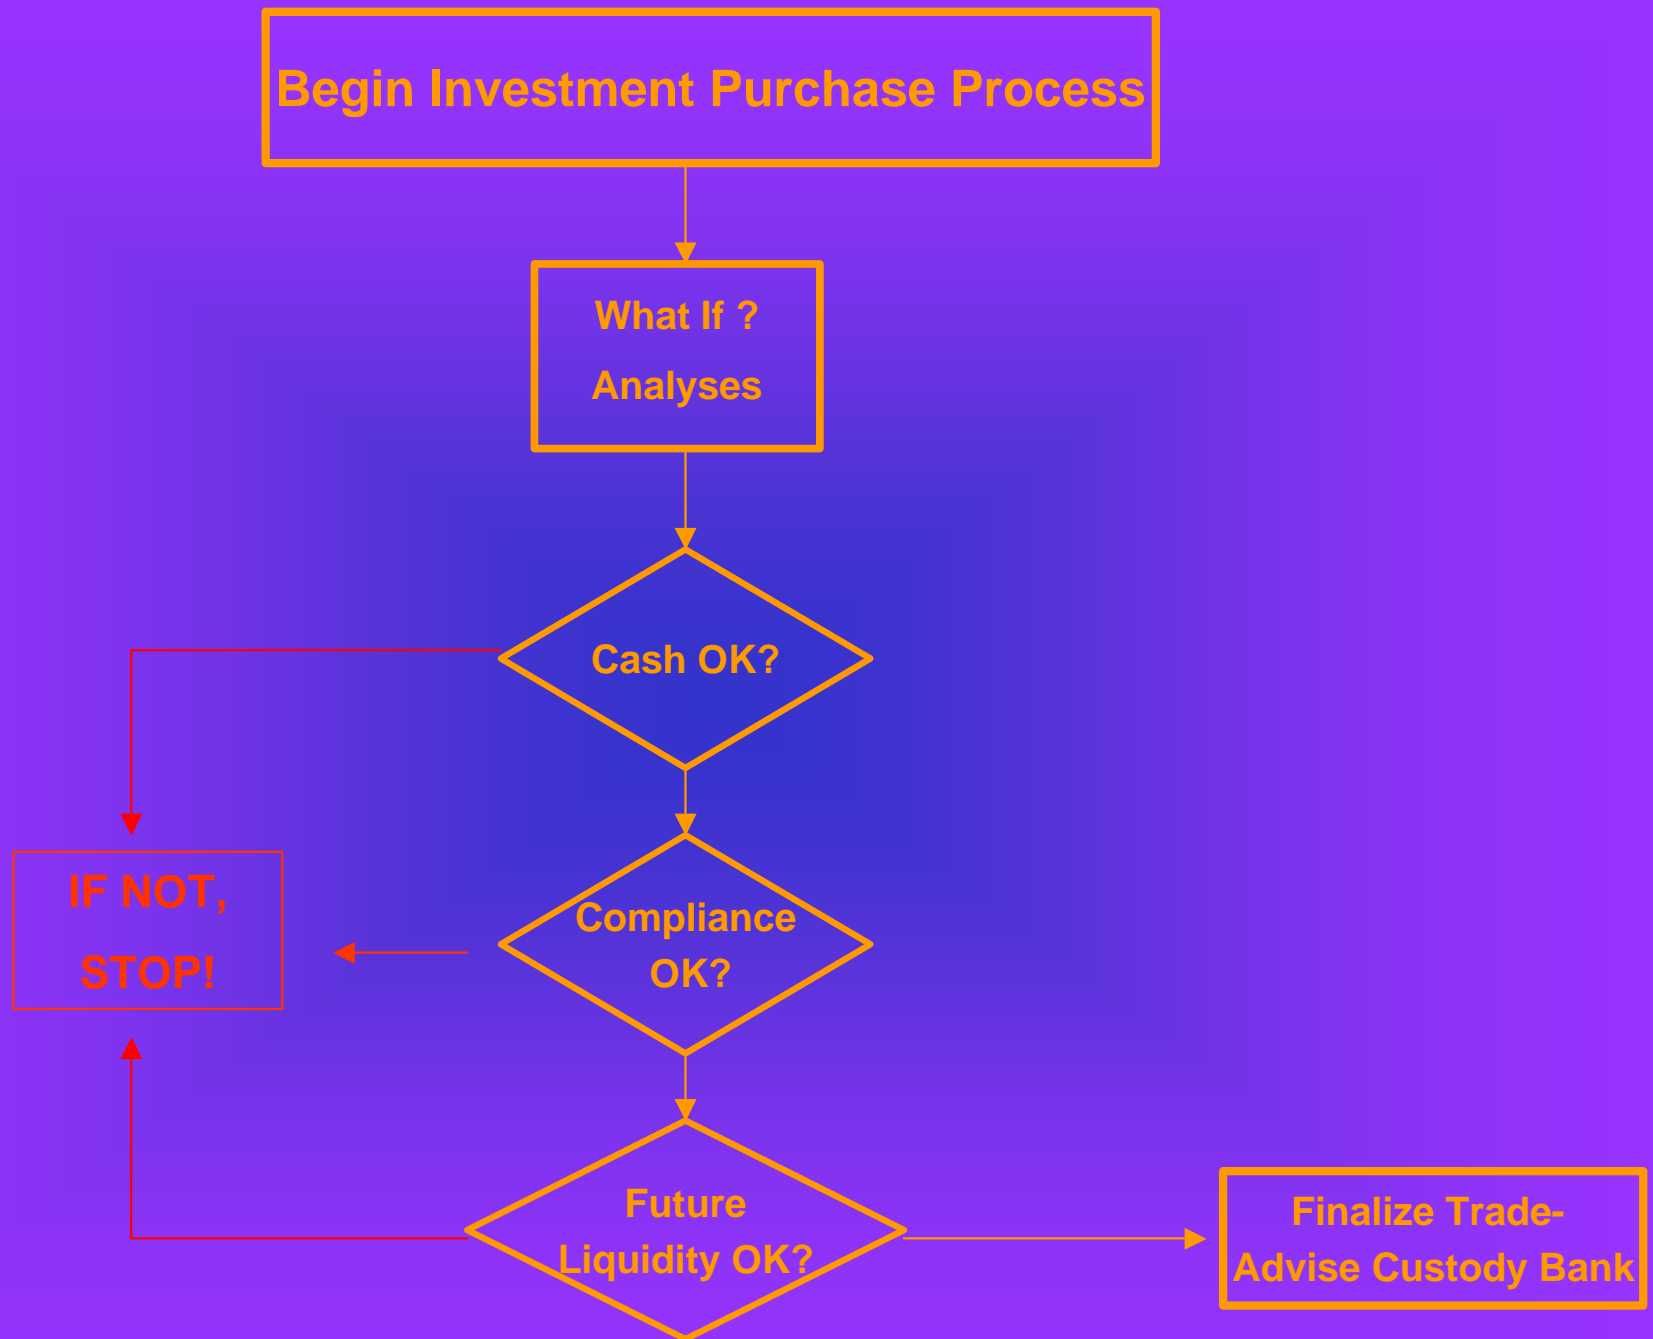 Begin Investment Purchase Process
What If ?
Analyses
Cash OK?
IF NOT,
STOP!
Compliance
OK?
Future
Liquidity OK?
Finalize Trade-
Advise Custody Bank